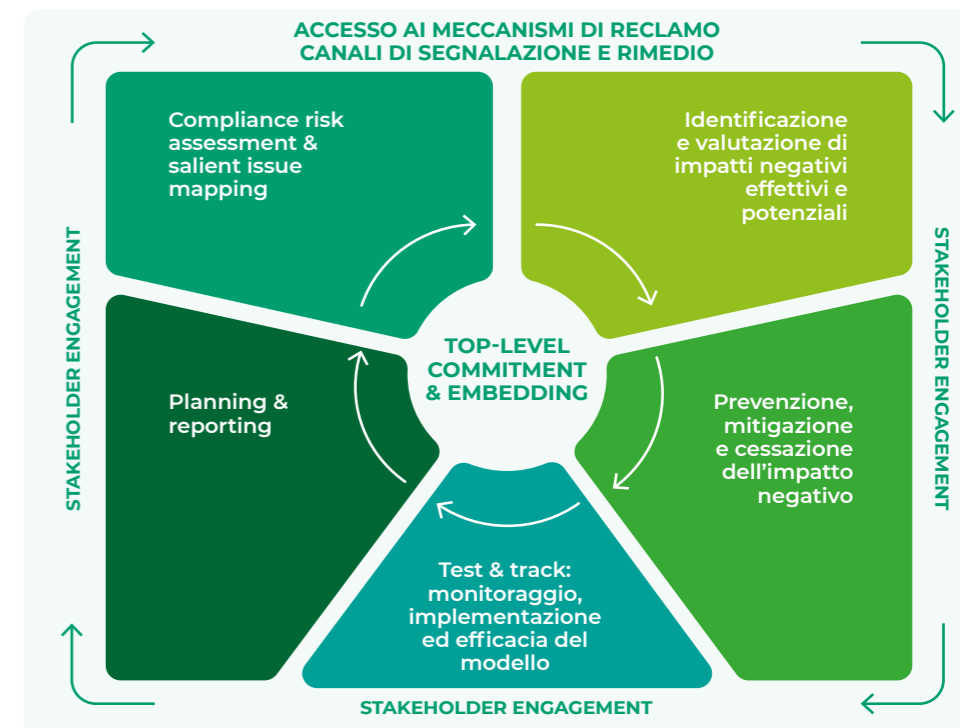 ACCESSO AI MECCANISMI DI RECLAMO
CANALI DI SEGNALAZIONE E RIMEDIO
Compliance risk
assessment &
salient issue
mapping
Identificazione
e valutazione di
impatti negativi
effettivi e
potenziali
STAKEHOLDER ENGAGEMENT
STAKEHOLDER ENGAGEMENT
TOP-LEVEL
COMMITMENT
& EMBEDDING
Planning &
reporting
Prevenzione,
mitigazione
e cessazione
dell'impatto
negativo
Test & track:
monitoraggio,
implementazione
ed efficacia del
modello
STAKEHOLDER ENGAGEMENT